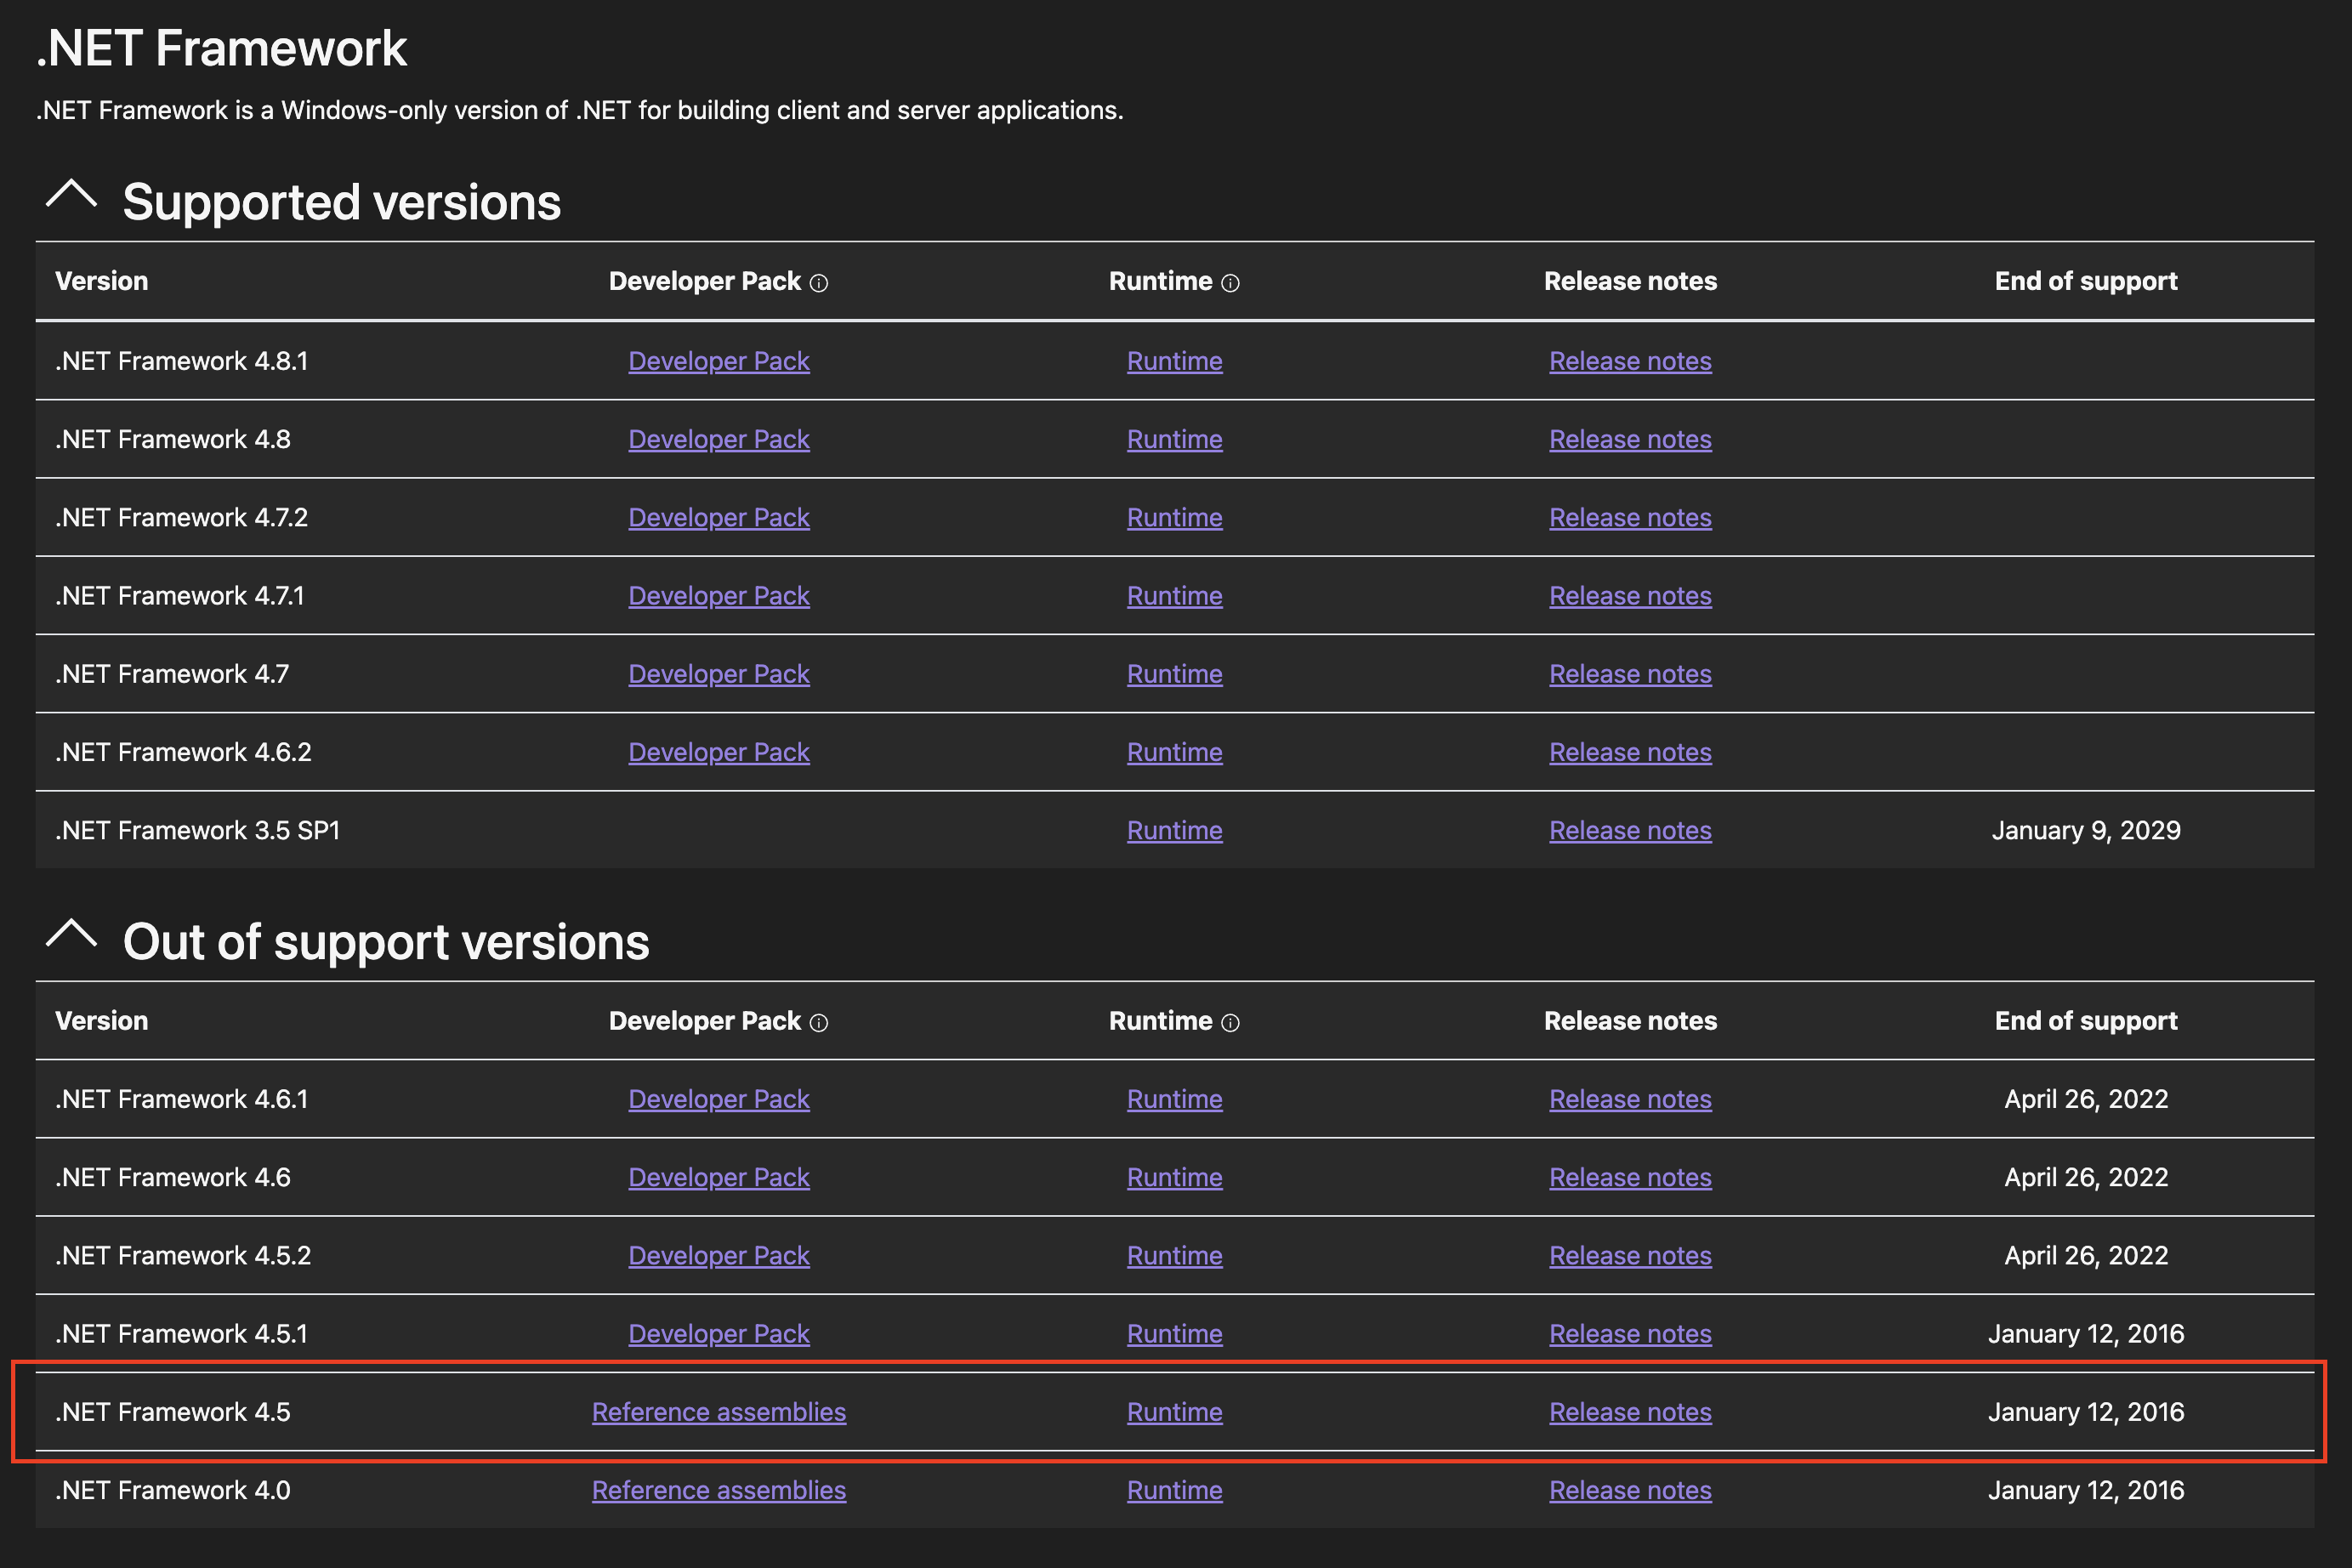 .NET Framework
.NET Framework is a Windows-only version of .NET for building client and server applications.
Supported versions
Version Developer Pack Runtime Release notes End of support
.NET Framework 4.8.1 Developer Pack Runtime Release notes
.NET Framework 4.8 Developer Pack Runtime Release notes
.NET Framework 4.7.2 Developer Pack Runtime Release notes
.NET Framework 4.7.1 Developer Pack Runtime Release notes
.NET Framework 4.7 Developer Pack Runtime Release notes
.NET Framework 4.6.2 Developer Pack Runtime Release notes
.NET Framework 3.5 SP1 Runtime Release notes January 9, 2029
Out of support versions
Version Developer Pack Runtime Release notes End of support
.NET Framework 4.6.1 Developer Pack Runtime Release notes April 26, 2022
.NET Framework 4.6 Developer Pack Runtime Release notes April 26, 2022
.NET Framework 4.5.2 Developer Pack Runtime Release notes April 26, 2022
.NET Framework 4.5.1 Developer Pack Runtime Release notes January 12, 2016
.NET Framework 4.5 Reference assemblies Runtime Release notes January 12, 2016
.NET Framework 4.0 Reference assemblies Runtime Release notes January 12, 2016